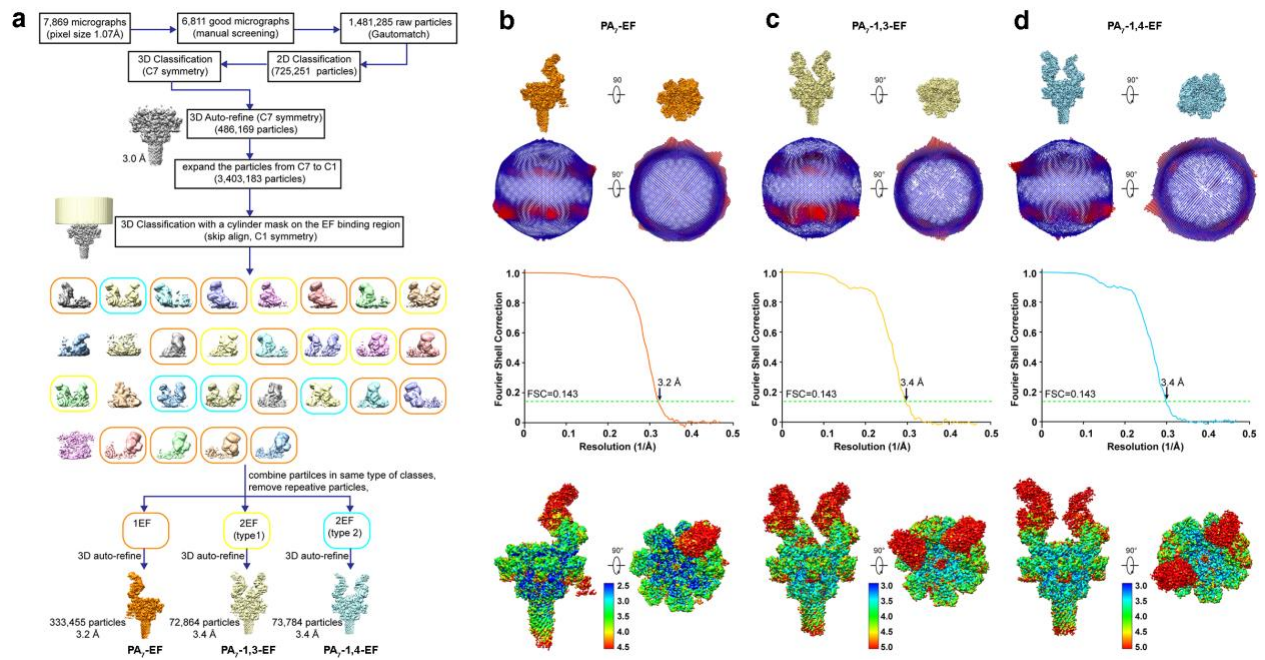 a
7,869 micrographs
(pixel size 1.07Å)
6,811 good micrographs
(manual screening)
1,481,285 raw particles
(Gautomatch)
3D Classification
(C7 symmetry)
2D Classification
(725,251 particles)
3D Auto-refine (C7 symmetry)
(486,169 particles)
3.0 Å
expand the particles from C7 to C1
(3,403,183 particles)
3D Classification with a cylinder mask on the EF binding region
(skip align, C1 symmetry)
combine partilces in same type of classes,
remove repeative particles,
1EF
2EF
(type1)
2EF
(type 2)
3D auto-refine
3D auto-refine
3D auto-refine
333,455 particles
3.2 Å
72,864 particles
3.4 Å
73,784 particles
3.4 Å
PA7-EF
PA7-1,3-EF
PA7-1,4-EF
b
PA7-EF
90
90°
1.0
0.8
0.6
0.4
0.2
0
Fourier Shell Correction
3.2 Å
FSC=0.143
0
0.1
0.2
0.3
0.4
0.5
Resolution (1/Å)
90°
2.5
3.0
3.5
4.0
4.5
c
PA7-1,3-EF
90°
90°
1.0
0.8
0.6
0.4
0.2
0
Fourier Shell Correction
3.4 Å
FSC=0.143
0
0.1
0.2
0.3
0.4
0.5
Resolution (1/Å)
90°
3.0
3.5
4.0
4.5
5.0
d
PA7-1,4-EF
90°
90°
1.0
0.8
0.6
0.4
0.2
0
Fourier Shell Correction
3.4 Å
FSC=0.143
0
0.1
0.2
0.3
0.4
0.5
Resolution (1/Å)
90°
3.0
3.5
4.0
4.5
5.0